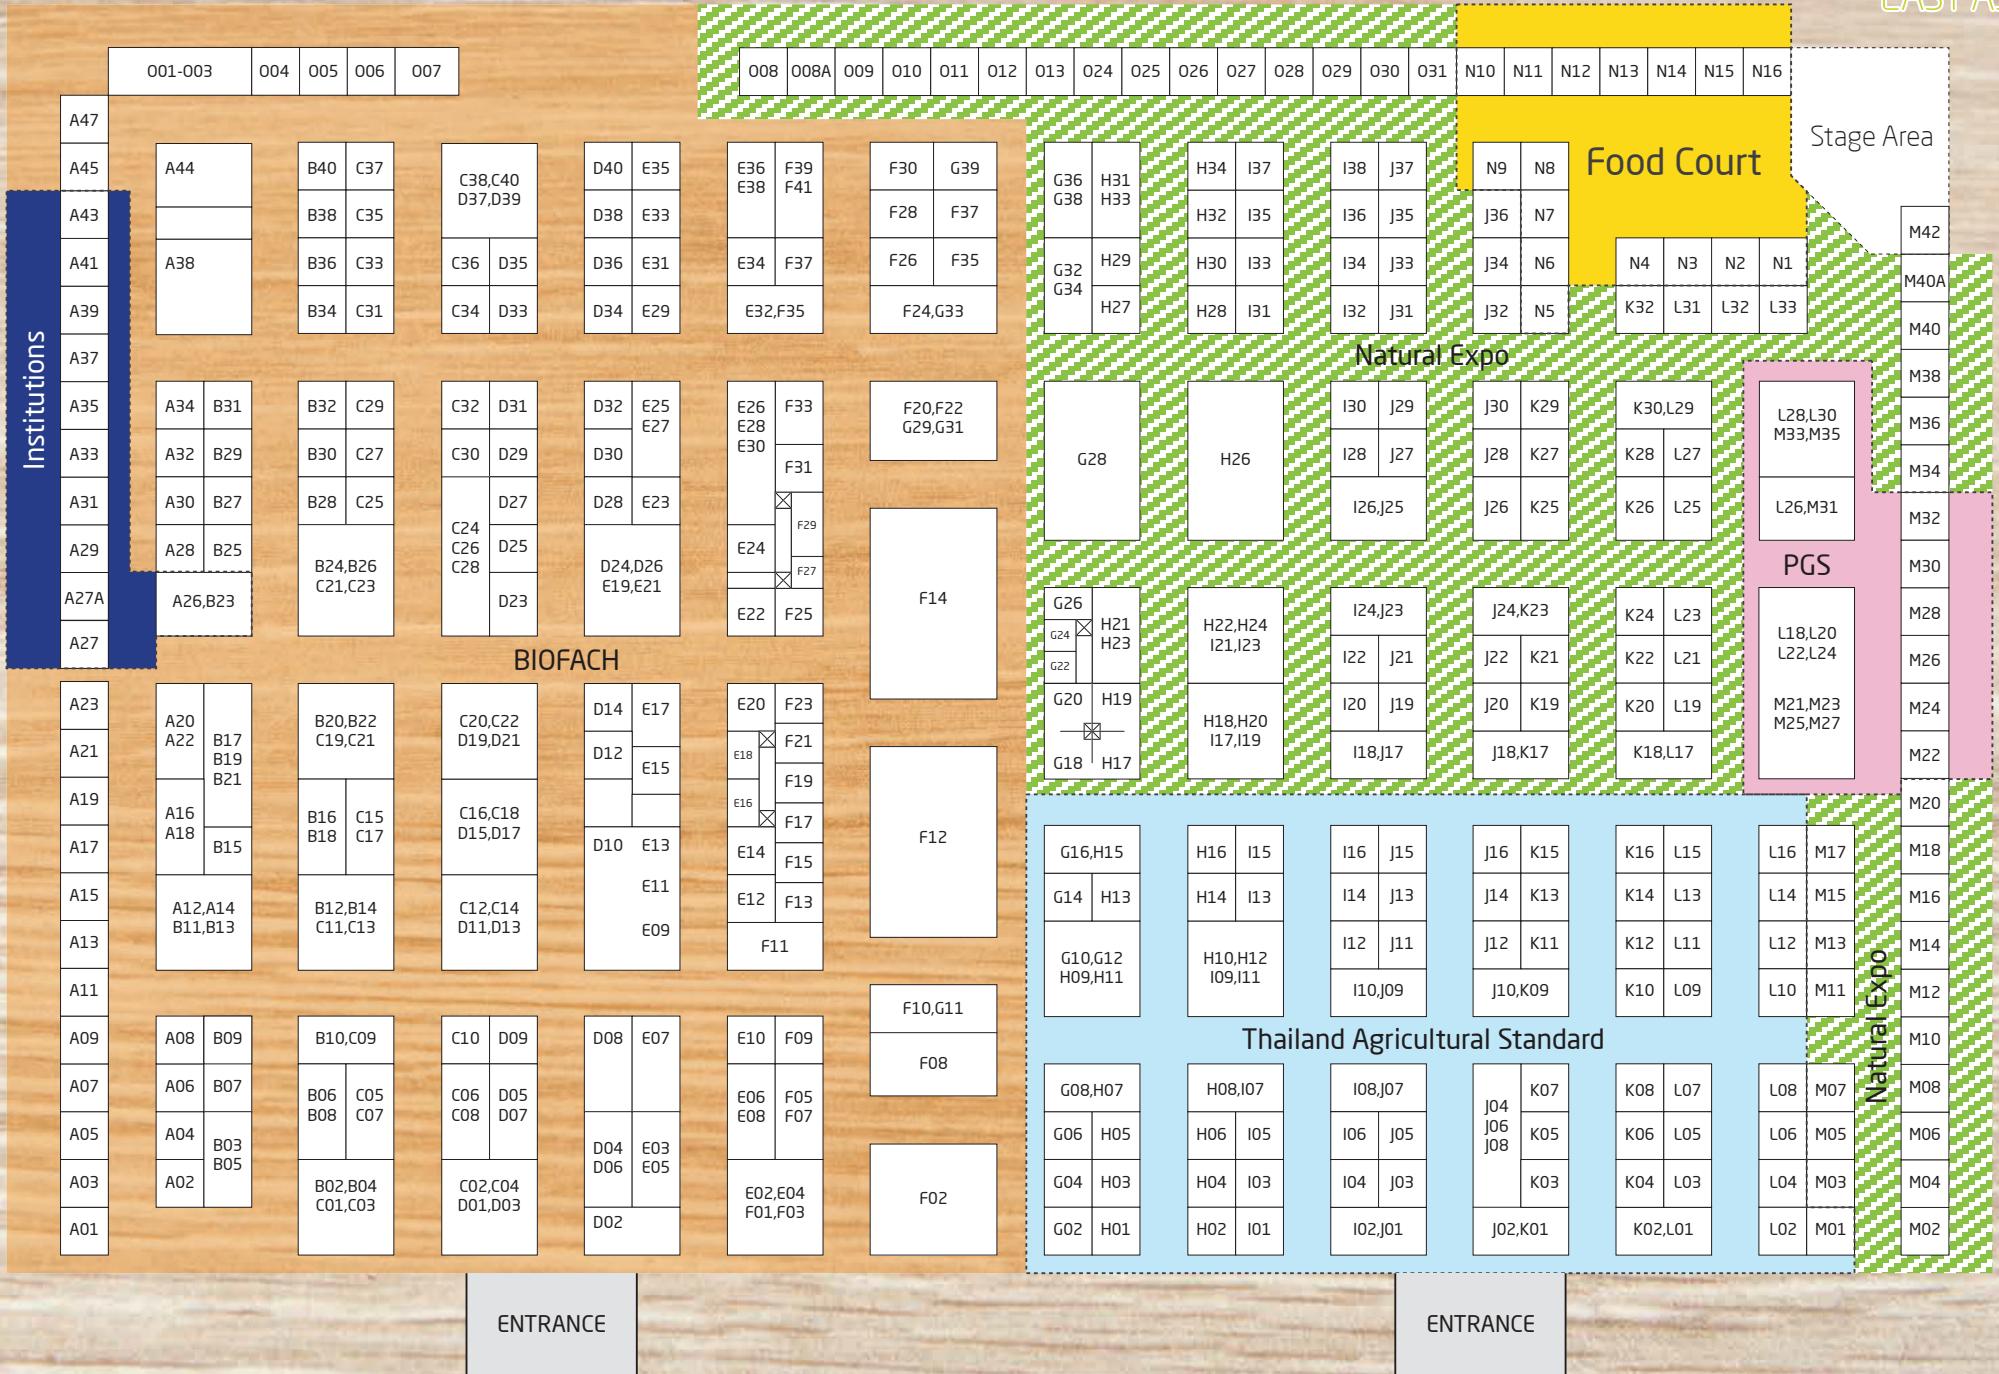 001-003 004 005 006 007
008 008A 009 010 011 012 013 024 025 026 027 028 029 030 031 N10 N11 N12 N13 N14 N15 N16
Stage Area
Food Court
A47
A45
A43
A41
A39
A37
A35
A33
A31
A29
A27A
A27
Institutions
A44
A38
B40 C37
B38 C35
B36 C33
B34 C31
C38,C40
D37,D39
C36 D35
C34 D33
D40 E35
D38 E33
D36 E31
D34 E29
E36
E38
F39
F41
E34 F37
E32,F35
F30 G39
F28 F37
F26 F35
F24,G33
G36
G38
H31
H33
G32
G34
H29
H27
H34 I37
H32 I35
H30 I33
H28 I31
I38 J37
I36 J35
I34 J33
I32 J31
N9 N8
J36 N7
J34 N6
J32 N5
N4 N3 N2 N1
K32 L31 L32 L33
M42
M40A
M40
M38
M36
M34
M32
M30
M28
M26
M24
M22
M20
M18
M16
M14
M12
M10
M08
M06
M04
M02
Natural Expo
A34 B31
A32 B29
A30 B27
A28 B25
A26,B23
B32 C29
B30 C27
B28 C25
B24,B26
C21,C23
C32 D31
C30 D29
C24
C26
C28
D27
D25
D23
D32
D30
E25
E27
D28 E23
D24,D26
E19,E21
E26
E28
E30
F33
F31
F29
E24
F27
E22 F25
F20,F22
G29,G31
F14
G28
H26
I30 J29
I28 J27
I26,J25
J30 K29
J28 K27
J26 K25
K30,L29
K28 L27
K26 L25
L28,L30
M33,M35
L26,M31
PGS
G26
G24
G22
H21
H23
G20 H19
G18 H17
H22,H24
I21,I23
H18,H20
I17,I19
I24,J23
I22 J21
I20 J19
I18,J17
J24,K23
J22 K21
J20 K19
J18,K17
K24 L23
K22 L21
K20 L19
K18,L17
L18,L20
L22,L24
M21,M23
M25,M27
BIOFACH
A23
A21
A19
A17
A15
A13
A11
A09
A07
A05
A03
A01
A20
A22
B17
B19
B21
A16
A18
B15
A12,A14
B11,B13
B20,B22
C19,C21
B16
B18
C15
C17
B12,B14
C11,C13
C20,C22
D19,D21
C16,C18
D15,D17
C12,C14
D11,D13
D14 E17
D12
E15
D10 E13
E11
E09
E20 F23
F21
E18
F19
E16
F17
E14
F15
E12
F13
F11
F12
F10,G11
F08
F02
G16,H15
G14 H13
G10,G12
H09,H11
H16 I15
H14 I13
H10,H12
I09,I11
I16 J15
I14 J13
I12 J11
I10,J09
J16 K15
J14 K13
J12 K11
J10,K09
K16 L15
K14 L13
K12 L11
K10 L09
L16 M17
L14 M15
L12 M13
L10 M11
Natural Expo
Thailand Agricultural Standard
A08 B09
A06 B07
A04
A02
B03
B05
B10,C09
B06
B08
C05
C07
B02,B04
C01,C03
C10 D09
C06
C08
D05
D07
C02,C04
D01,D03
D08 E07
D04
D06
E03
E05
D02
E10 F09
E06
E08
F05
F07
E02,E04
F01,F03
G08,H07
G06 H05
G04 H03
G02 H01
H08,I07
H06 I05
H04 I03
H02 I01
I08,J07
I06 J05
I04 J03
I02,J01
J04
J06
J08
K07
K05
K03
J02,K01
K08 L07
K06 L05
K04 L03
K02,L01
L08 M07
L06 M05
L04 M03
L02 M01
ENTRANCE
ENTRANCE